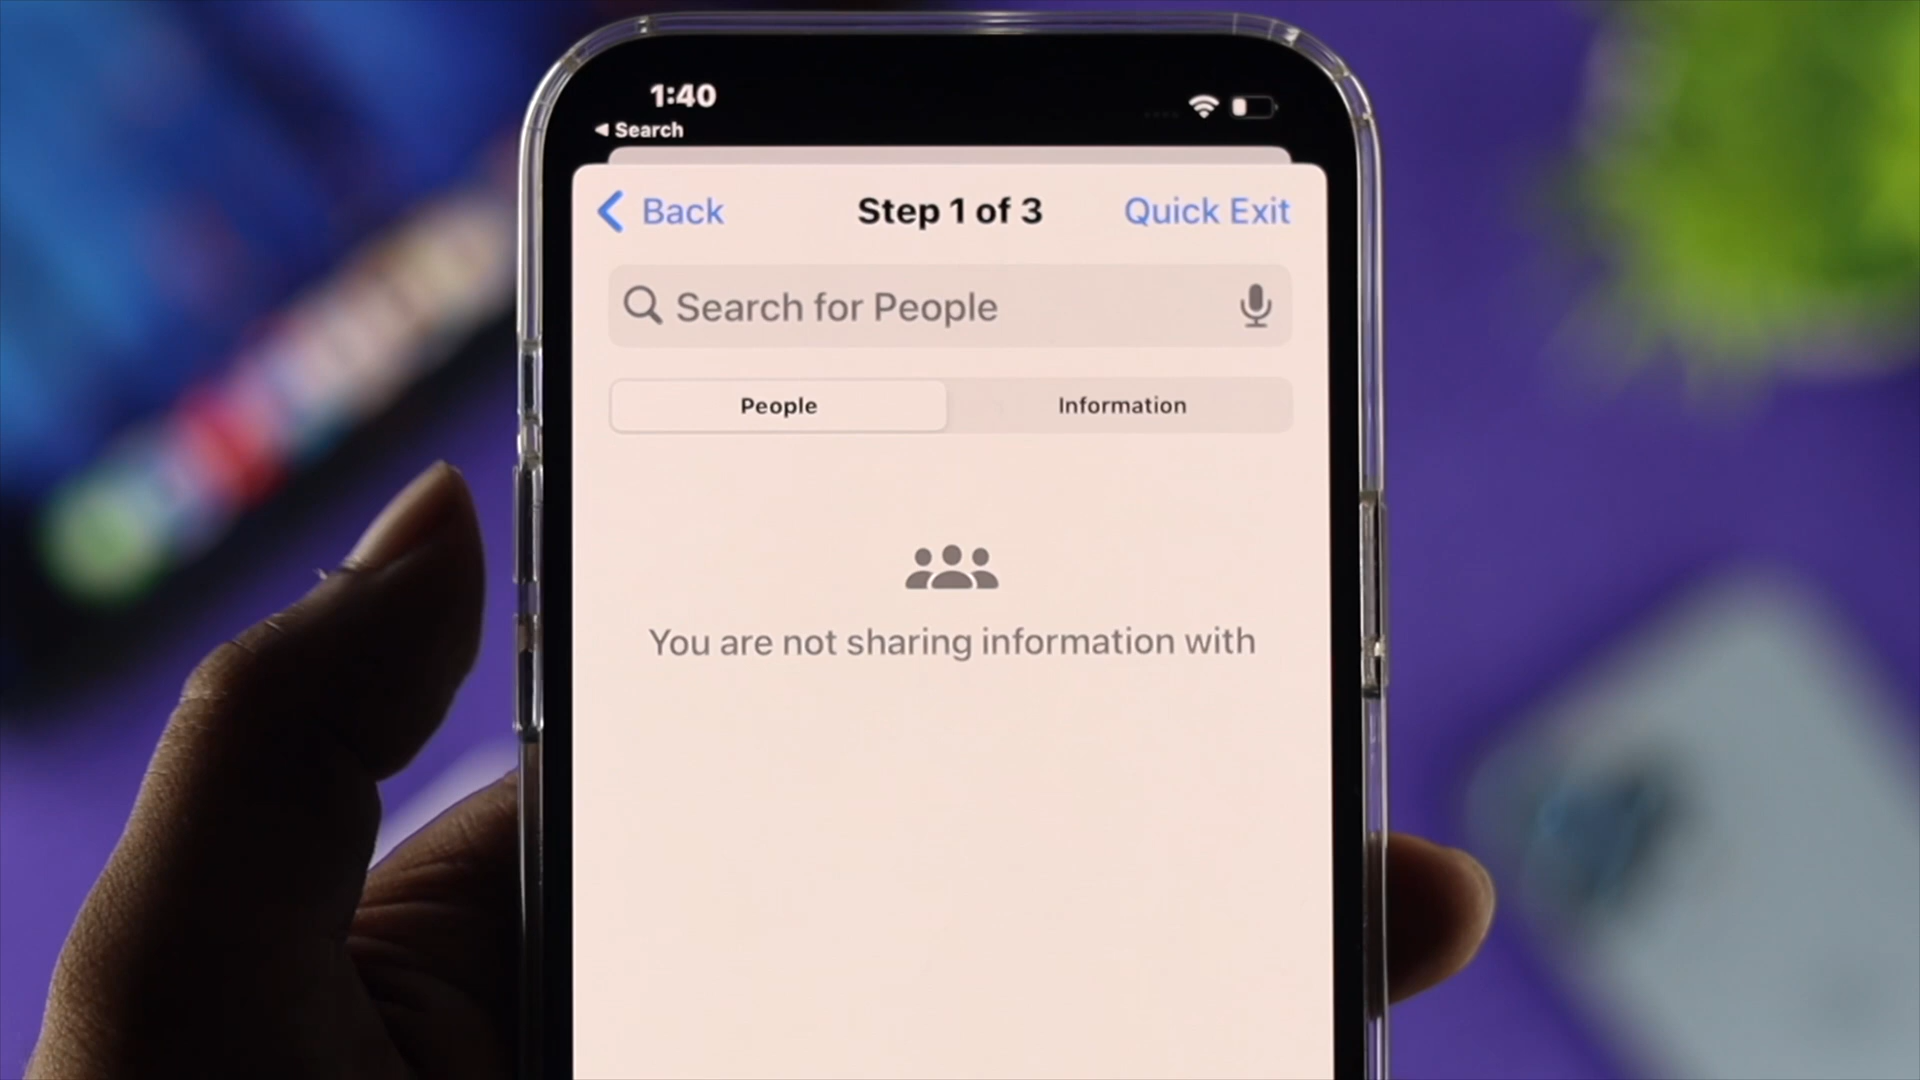 1:40
Search
Back
Step 1 of 3
Quick Exit
Search for People
People
Information
You are not sharing information with